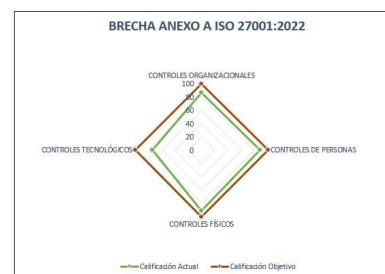 BRECHA ANEXO A ISO 27001:2022
CONTROLES ORGANIZACIONALES
100
80
60
40
20
0
CONTROLES TECNOLÓGICOS
CONTROLES DE PERSONAS
CONTROLES FÍSICOS
Calificación Actual
Calificación Objetivo